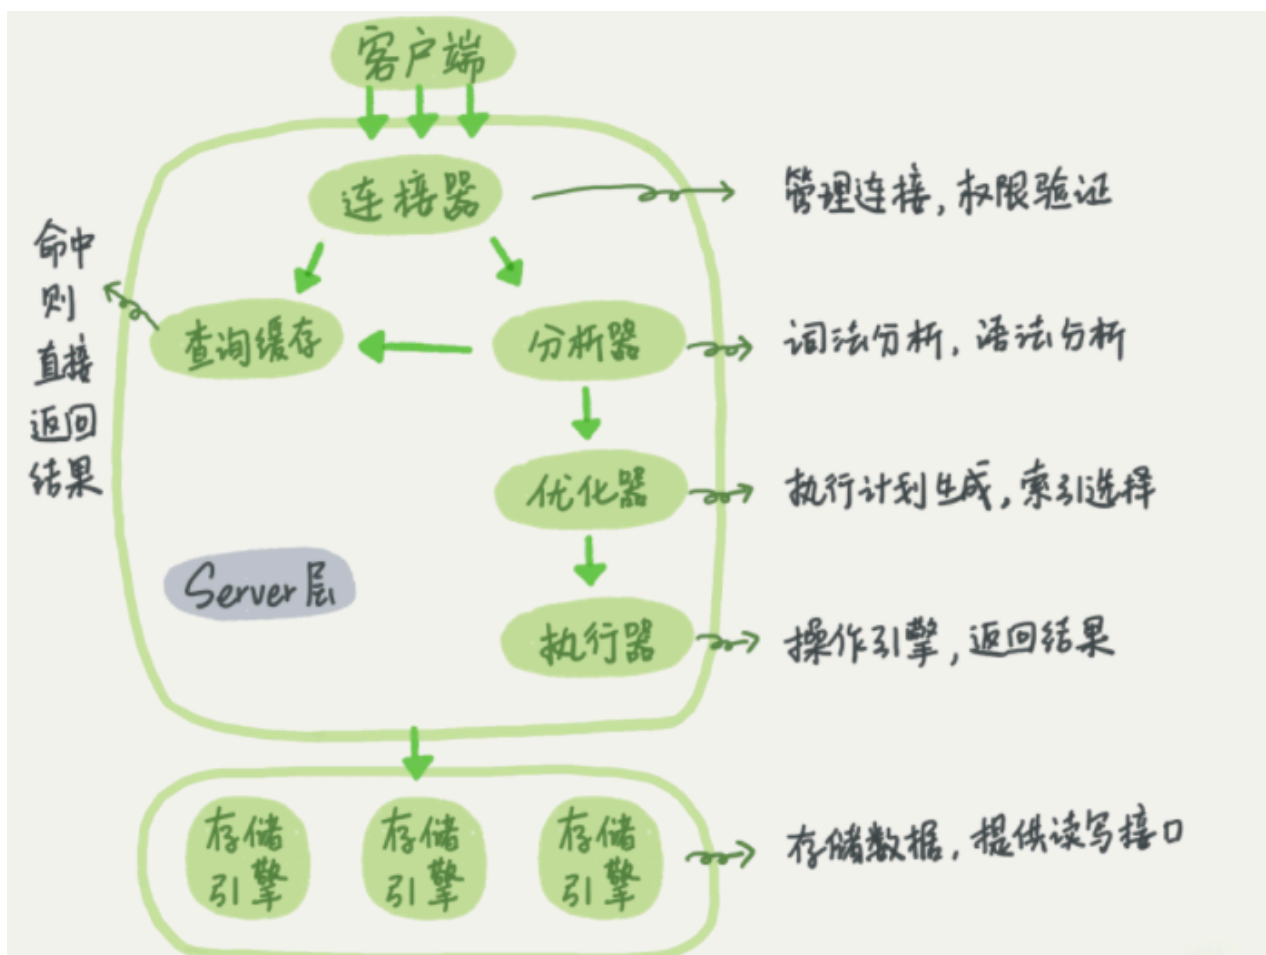 客户端
连接器
管理连接,权限验证
命中
则
直接
返回
结果
查询缓存
分析器
词法分析,语法分析
优化器
执行计划生成,索引选择
Server层
执行器
操作引擎,返回结果
存储
引擎
存储
引擎
存储
引擎
存储数据,提供读写接口